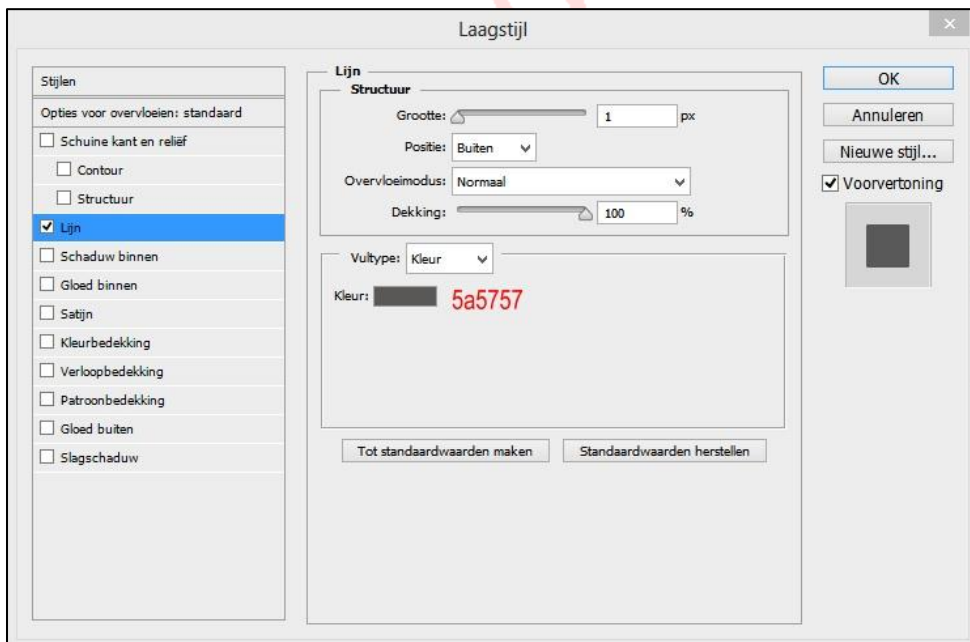 Laagstijl
Stijlen
Opties voor overvloeien: standaard
Schuine kant en reliëf
Contour
Structuur
Lijn
Schaduw binnen
Gloed binnen
Satijn
Kleurbedekking
Verloopbedekking
Patroonbedekking
Gloed buiten
Slagschaduw
Lijn
Structuur
Grootte: 1 px
Positie: Buiten
Overvloeimodus: Normaal
Dekking: 100 %
Vultype: Kleur
Kleur: 5a5757
Tot standaardwaarden maken Standaardwaarden herstellen
OK
Annuleren
Nieuwe stijl...
Voorvertoning